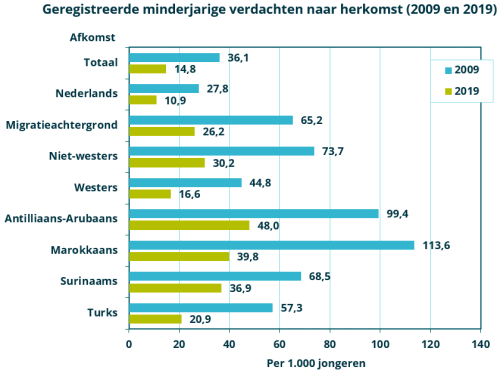 Geregistreerde minderjarige verdachten naar herkomst (2009 en 2019)
Afkomst
Totaal 36,1
14,8
2009
2019
Nederlands 27,8
10,9
Migratieachtergrond 65,2
26,2
Niet-westers 73,7
30,2
Westers 44,8
16,6
Antilliaans-Arubaans 99,4
48,0
Marokkaans 113,6
39,8
Surinaams 68,5
36,9
Turks 57,3
20,9
0 20 40 60 80 100 120 140
Per 1.000 jongeren